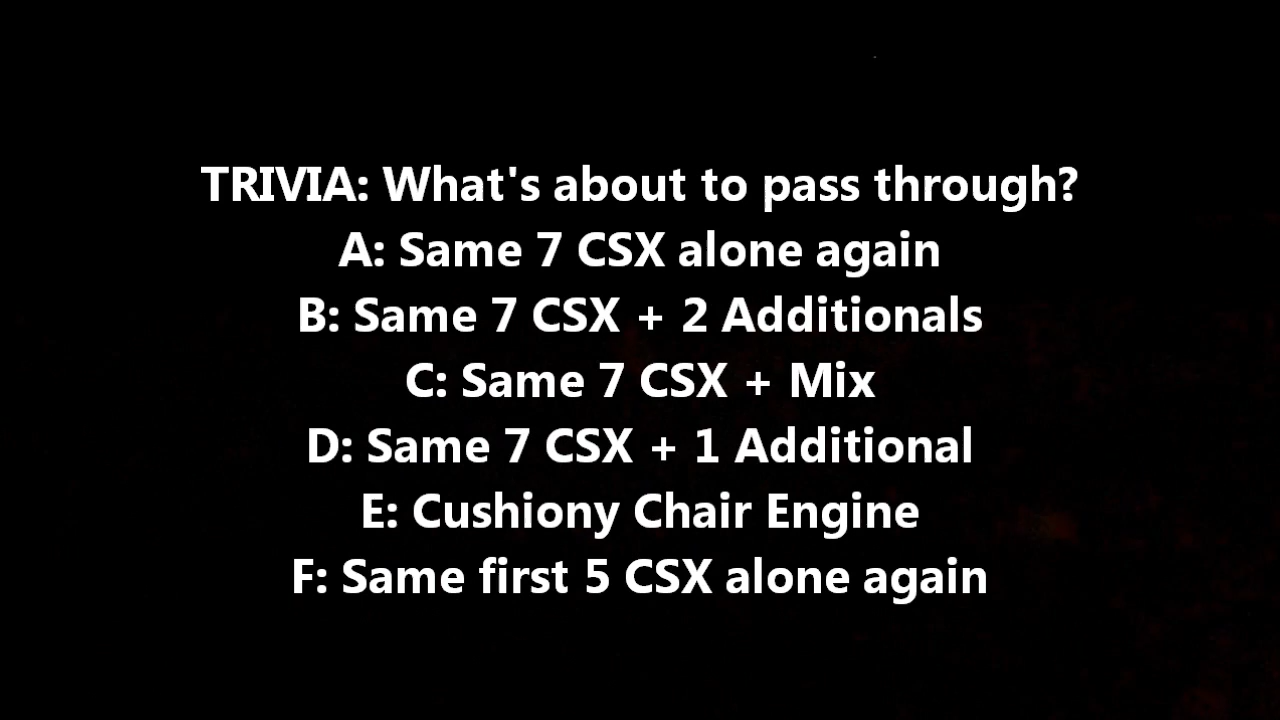 TRIVIA: What's about to pass through?
A: Same 7 CSX alone again
B: Same 7 CSX + 2 Additionals
C: Same 7 CSX + Mix
D: Same 7 CSX + 1 Additional
E: Cushiony Chair Engine
F: Same first 5 CSX alone again